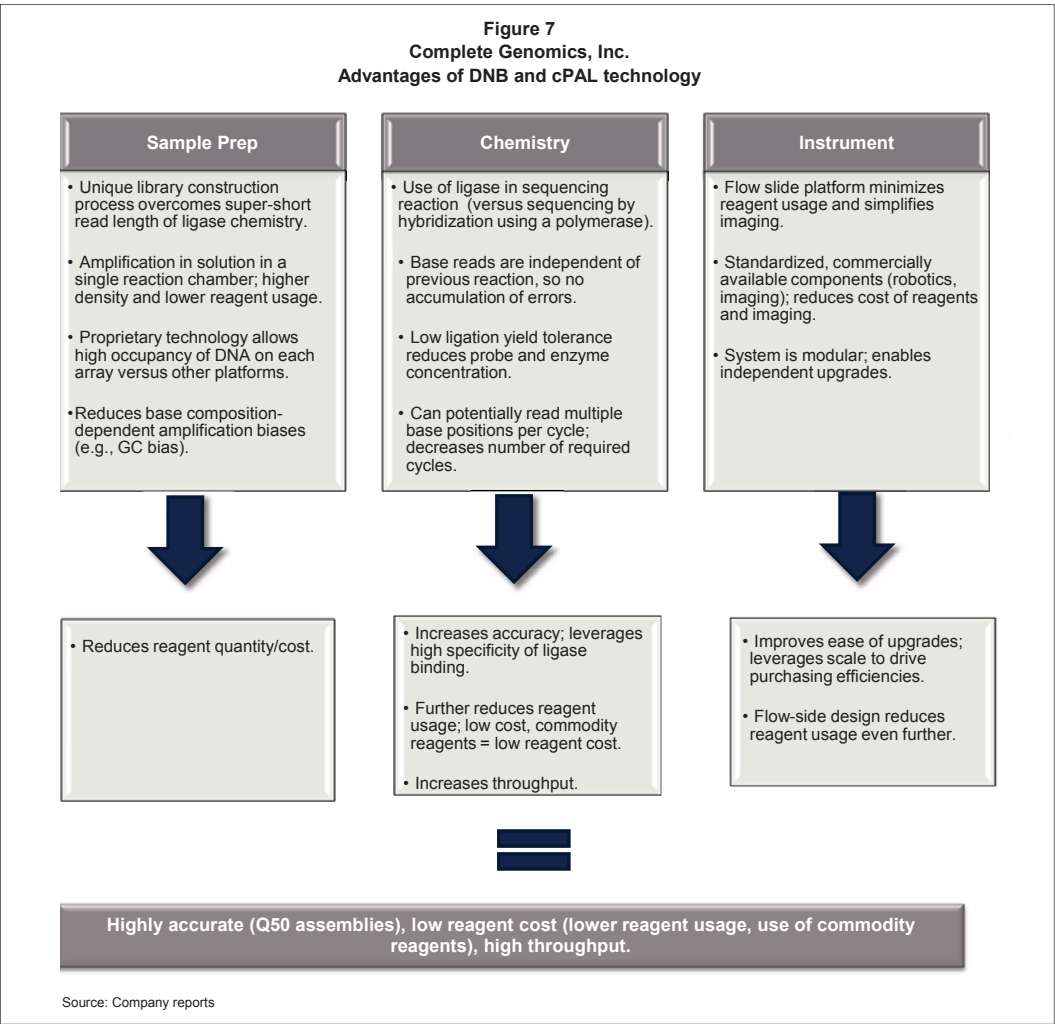 Figure 7
Complete Genomics, Inc.
Advantages of DNB and cPAL technology
Sample Prep
• Unique library construction
process overcomes super-short
read length of ligase chemistry.
• Amplification in solution in a
single reaction chamber; higher
density and lower reagent usage.
• Proprietary technology allows
high occupancy of DNA on each
array versus other platforms.
•Reduces base composition-
dependent amplification biases
(e.g., GC bias).
Chemistry
• Use of ligase in sequencing
reaction (versus sequencing by
hybridization using a polymerase).
• Base reads are independent of
previous reaction, so no
accumulation of errors.
• Low ligation yield tolerance
reduces probe and enzyme
concentration.
• Can potentially read multiple
base positions per cycle;
decreases number of required
cycles.
Instrument
• Flow slide platform minimizes
reagent usage and simplifies
imaging.
• Standardized, commercially
available components (robotics,
imaging); reduces cost of reagents
and imaging.
• System is modular; enables
independent upgrades.
• Reduces reagent quantity/cost.
• Increases accuracy; leverages
high specificity of ligase
binding.
• Further reduces reagent
usage; low cost, commodity
reagents = low reagent cost.
• Increases throughput.
• Improves ease of upgrades;
leverages scale to drive
purchasing efficiencies.
• Flow-side design reduces
reagent usage even further.
Highly accurate (Q50 assemblies), low reagent cost (lower reagent usage, use of commodity
reagents), high throughput.
Source: Company reports